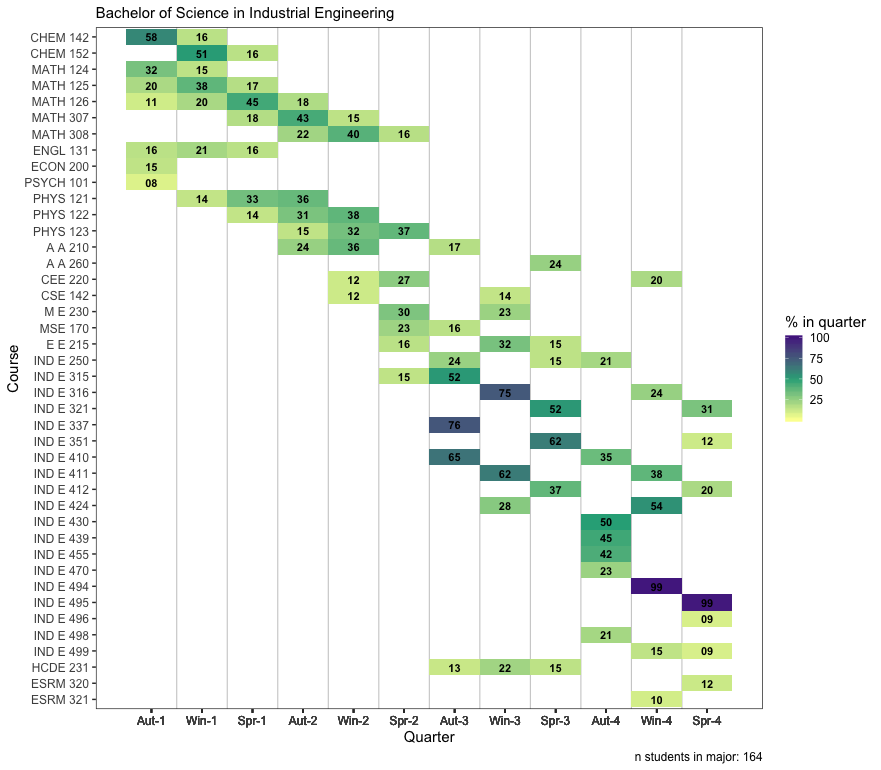 Bachelor of Science in Industrial Engineering
Course
CHEM 142 58 16
CHEM 152 51 16
MATH 124 32 15
MATH 125 20 38 17
MATH 126 11 20 45 18
MATH 307 18 43 15
MATH 308 22 40 16
ENGL 131 16 21 16
ECON 200 15
PSYCH 101 08
PHYS 121 14 33 36
PHYS 122 14 31 38
PHYS 123 15 32 37
A A 210 24 36 17
A A 260 24
CEE 220 12 27 20
CSE 142 12 14
M E 230 30 23
MSE 170 23 16
E E 215 16 32 15
IND E 250 24 15 21
IND E 315 15 52
IND E 316 75 24
IND E 321 52 31
IND E 337 76
IND E 351 62 12
IND E 410 65 35
IND E 411 62 38
IND E 412 37 20
IND E 424 28 54
IND E 430 50
IND E 439 45
IND E 455 42
IND E 470 23
IND E 494 99
IND E 495 99
IND E 496 09
IND E 498 21
IND E 499 15 09
HCDE 231 13 22 15
ESRM 320 12
ESRM 321 10
Aut-1 Win-1 Spr-1 Aut-2 Win-2 Spr-2 Aut-3 Win-3 Spr-3 Aut-4 Win-4 Spr-4
Quarter
% in quarter
100
75
50
25
n students in major: 164